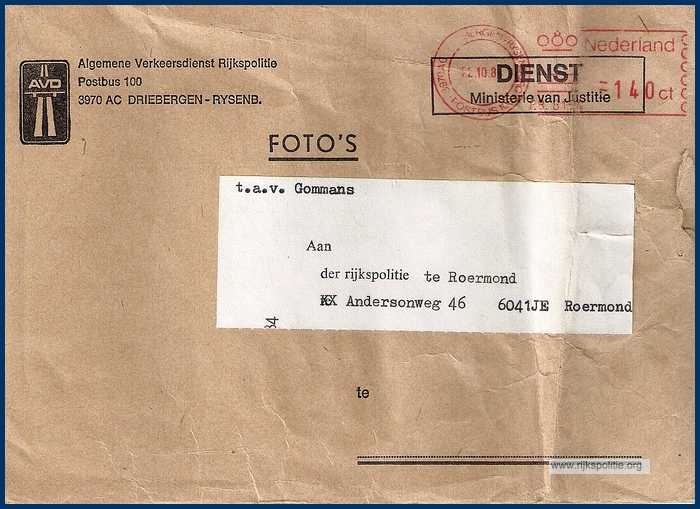 AVD
Algemene Verkeersdienst Rijkspolitie
Postbus 100
3970 AC DRIEBERGEN - RYSENB.
Nederland
DIENST
Ministerie van Justitie
140 ct
FOTO'S
t.a.v. Gommans
Aan
der rijkspolitie te Roermond
Andersonweg 46 6041JE Roermond
te
www.rijkspolitie.org